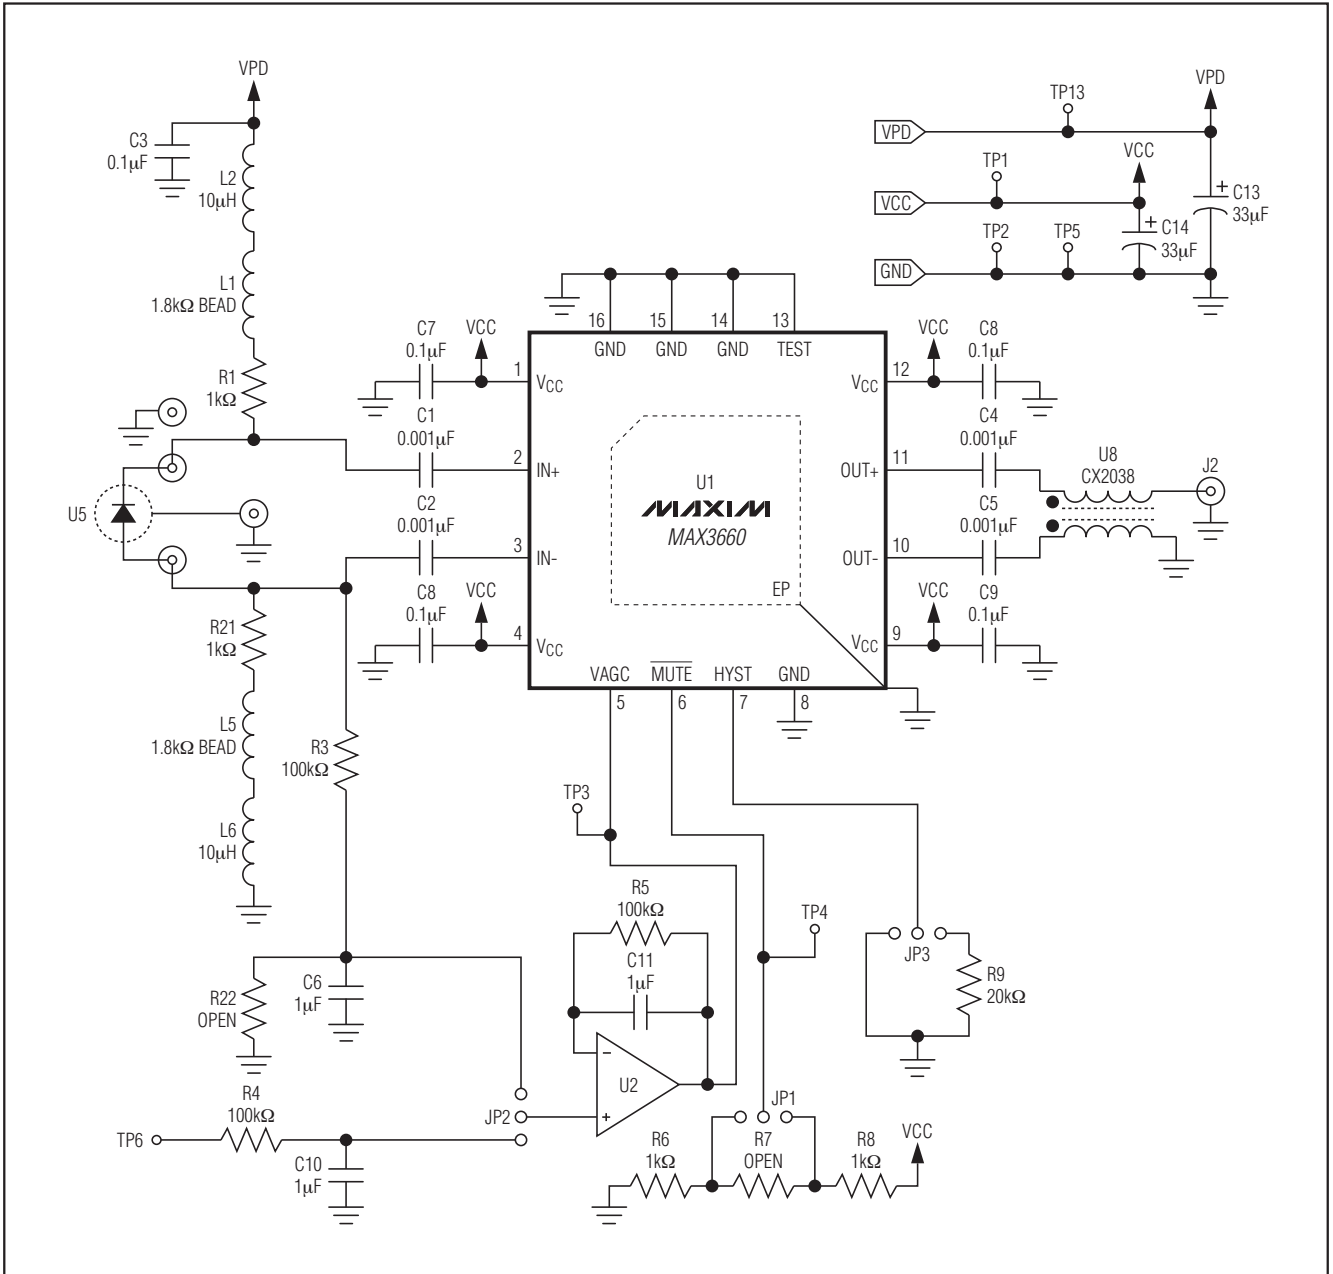 VPD
C3
0.1µF
L2
10µH
L1
1.8kΩ BEAD
R1
1kΩ
U5
R21
1kΩ
L5
1.8kΩ BEAD
L6
10µH
R3
100kΩ
R22
OPEN
C6
1µF
R4
100kΩ
TP6
C10
1µF
JP2
C7
0.1µF
VCC
C1
0.001µF
C2
0.001µF
C8
0.1µF
VCC
16
15
14
13
GND
GND
GND
TEST
1
VCC
2
IN+
3
IN-
4
VCC
U1
MAXIM
MAX3660
EP
12
VCC
11
OUT+
10
OUT-
9
VCC
VAGC
MUTE
HYST
GND
5
6
7
8
VCC
C8
0.1µF
C4
0.001µF
C5
0.001µF
VCC
C9
0.1µF
U8
CX2038
J2
VPD
TP13
VPD
+
C13
33µF
VCC
TP1
VCC
+
C14
33µF
GND
TP2
TP5
TP3
R5
100kΩ
C11
1µF
−
+
U2
TP4
JP3
R9
20kΩ
JP1
R6
1kΩ
R7
OPEN
R8
1kΩ
VCC